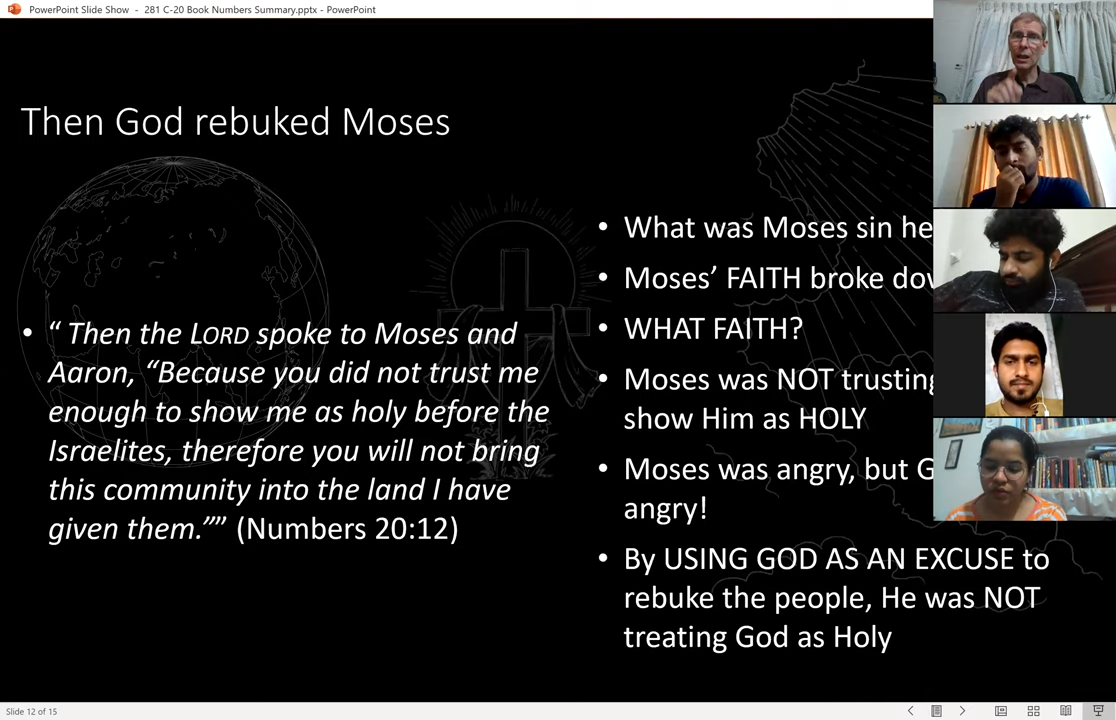 PowerPoint Slide Show - 281 C-20 Book Numbers Summary.pptx - PowerPoint
Then God rebuked Moses
• “ Then the LORD spoke to Moses and
Aaron, “Because you did not trust me
enough to show me as holy before the
Israelites, therefore you will not bring
this community into the land I have
given them.”” (Numbers 20:12)
• What was Moses sin he
• Moses’ FAITH broke dow
• WHAT FAITH?
• Moses was NOT trusting
show Him as HOLY
• Moses was angry, but G
angry!
• By USING GOD AS AN EXCUSE to
rebuke the people, He was NOT
treating God as Holy
Slide 12 of 15